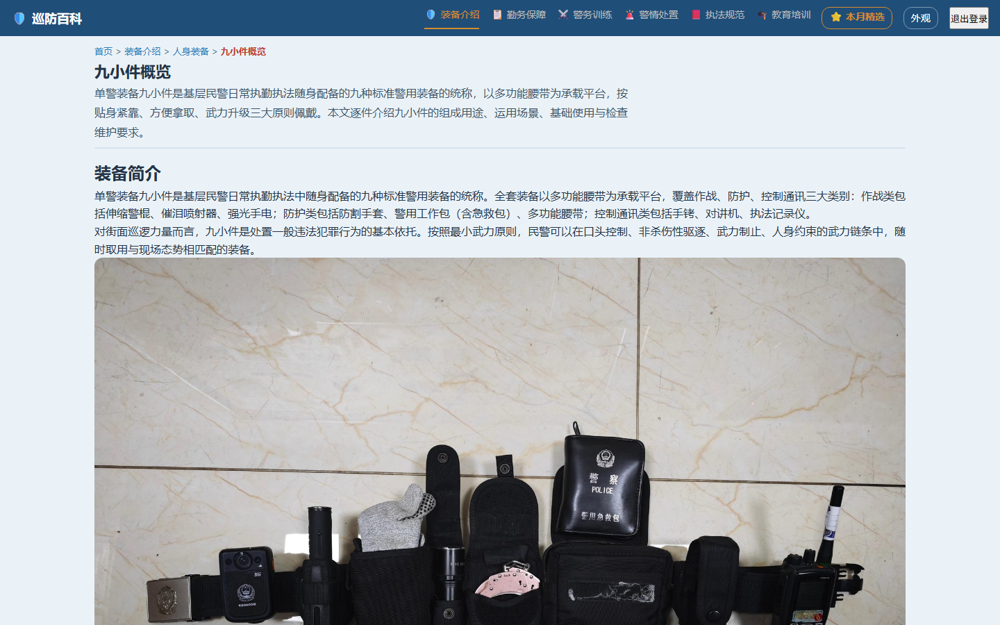 巡防百科
装备介绍
勤务保障
警务训练
警情处置
执法规范
教育培训
本月精选
外观
退出登录
首页 > 装备介绍 > 人身装备 > 九小件概览
九小件概览
单警装备九小件是基层民警日常执勤执法随身配备的九种标准警用装备的统称，以多功能腰带为承载平台，按
贴身紧靠、方便拿取、武力升级三大原则佩戴。本文逐件介绍九小件的组成用途、运用场景、基础使用与检查
维护要求。
装备简介
单警装备九小件是基层民警日常执勤执法中随身配备的九种标准警用装备的统称。全套装备以多功能腰带为承载平台，覆盖作战、防护、控制通讯三大类别：作战类包
括伸缩警棍、催泪喷射器、强光手电；防护类包括防割手套、警用工作包（含急救包）、多功能腰带；控制通讯类包括手铐、对讲机、执法记录仪。
对街面巡逻力量而言，九小件是处置一般违法犯罪行为的基本依托。按照最小武力原则，民警可以在口头控制、非杀伤性驱逐、武力制止、人身约束的武力链条中，随
时取用与现场态势相匹配的装备。
警 察
POLICE
警用急救包
5G
KEDACOM